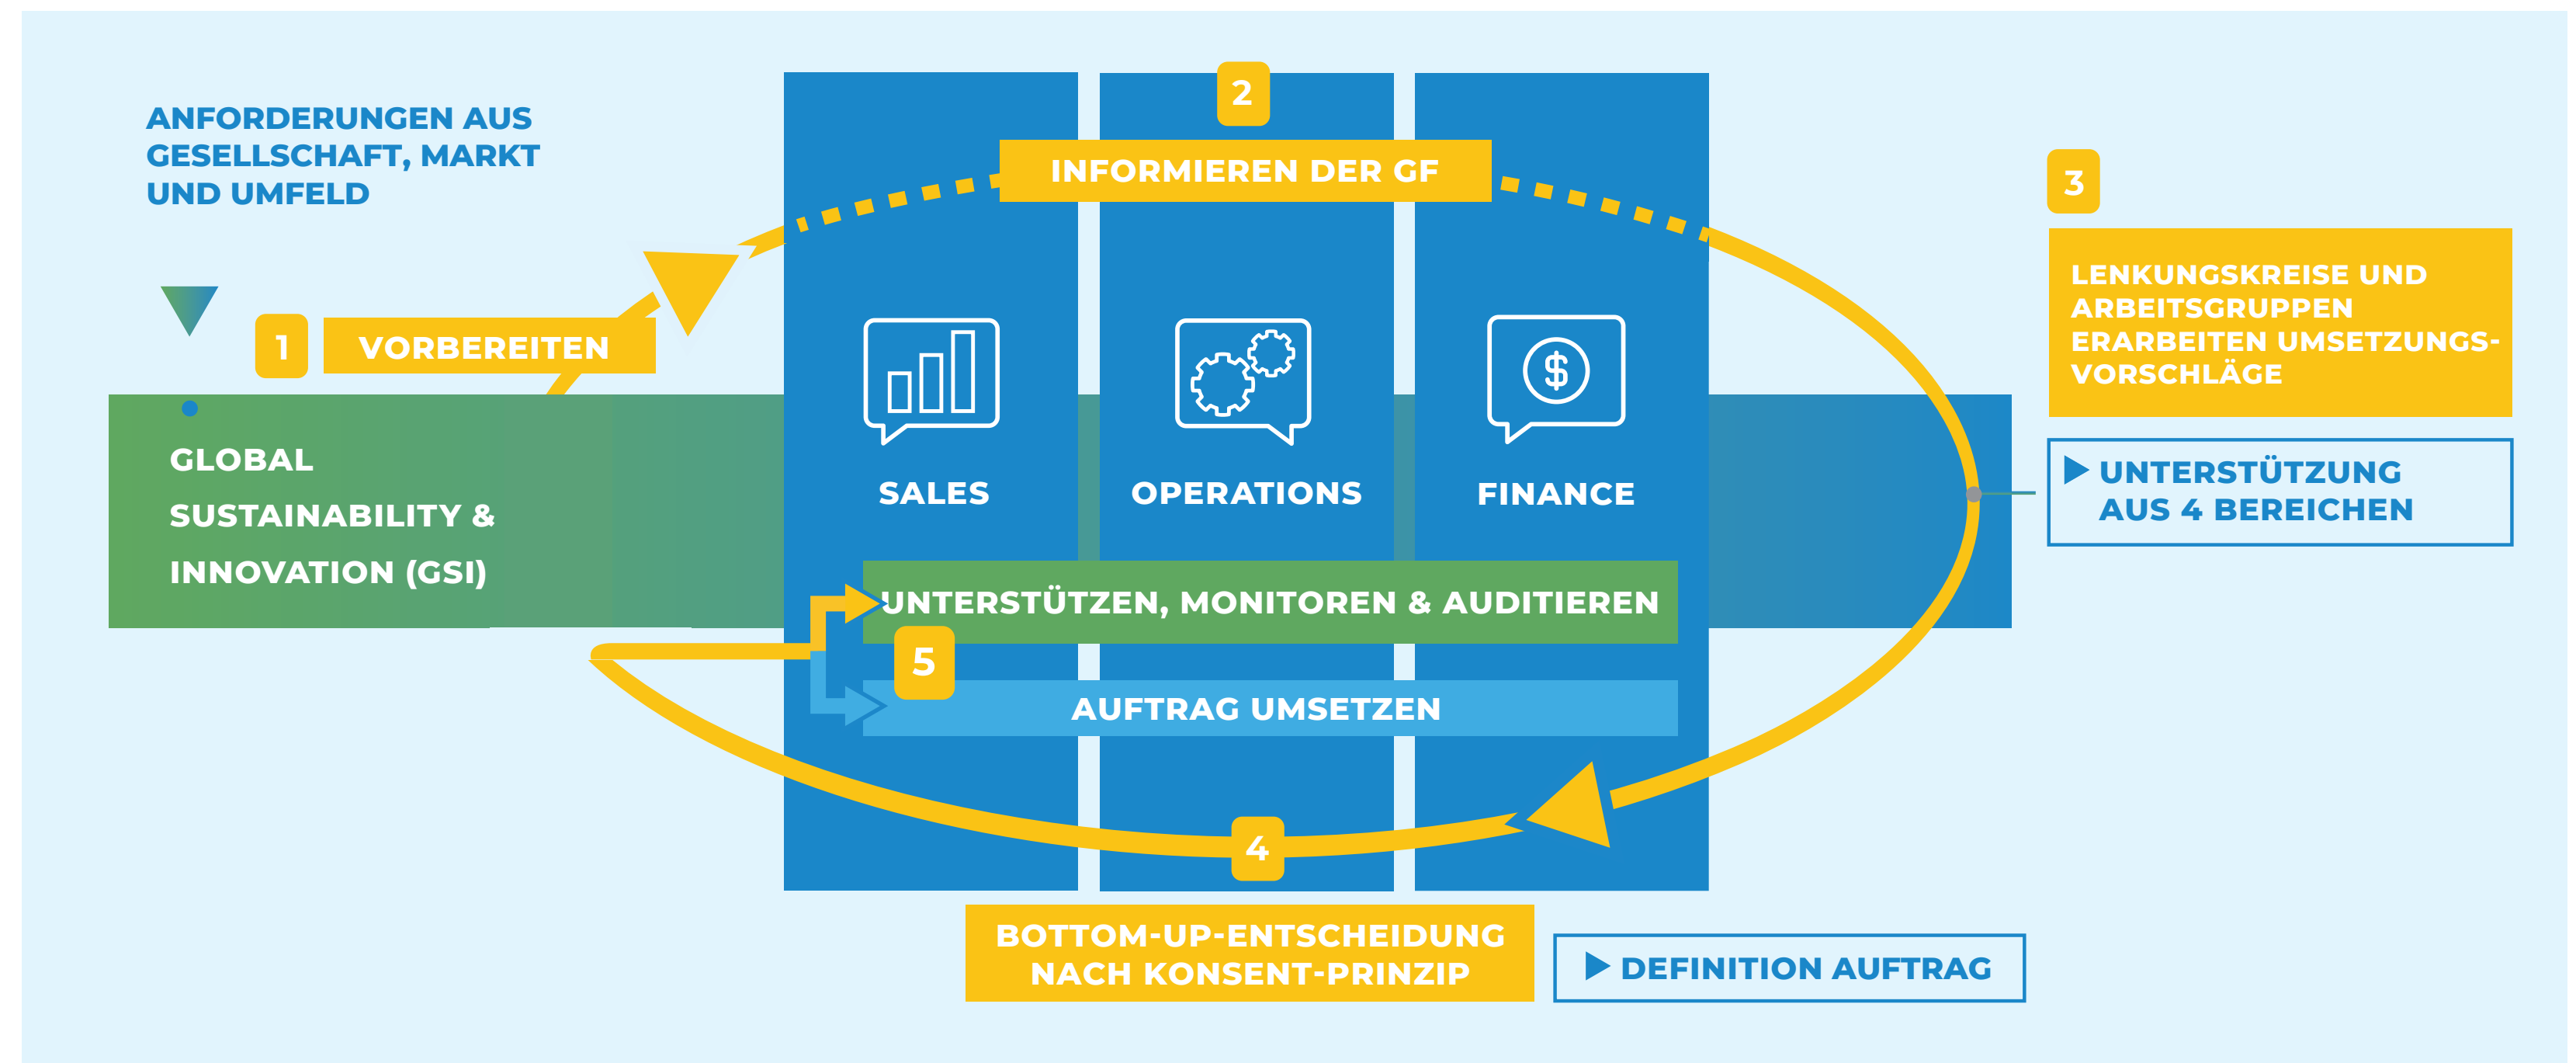 ANFORDERUNGEN AUS
GESELLSCHAFT, MARKT
UND UMFELD
1
VORBEREITEN
GLOBAL
SUSTAINABILITY &
INNOVATION (GSI)
2
INFORMIEREN DER GF
$
SALES
OPERATIONS
FINANCE
3
LENKUNGSKREISE UND
ARBEITSGRUPPEN
ERARBEITEN UMSETZUNGS-
VORSCHLÄGE
UNTERSTÜTZUNG
AUS 4 BEREICHEN
UNTERSTÜTZEN, MONITOREN & AUDITIEREN
5
AUFTRAG UMSETZEN
4
BOTTOM-UP-ENTSCHEIDUNG
NACH KONSENT-PRINZIP
DEFINITION AUFTRAG